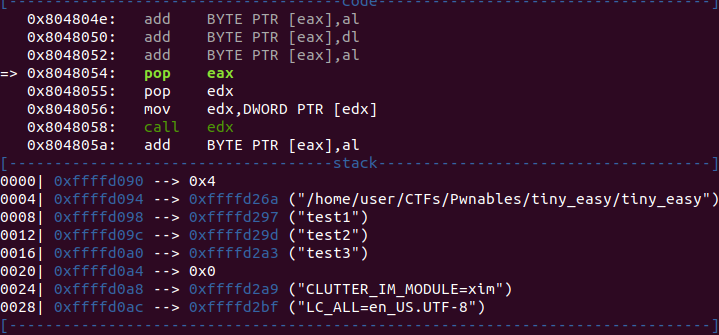 [------------------------------------code------------------------------------]
   0x804804e:	add    BYTE PTR [eax],al
   0x8048050:	add    BYTE PTR [eax],dl
   0x8048052:	add    BYTE PTR [eax],al
=> 0x8048054:	pop    eax
   0x8048055:	pop    edx
   0x8048056:	mov    edx,DWORD PTR [edx]
   0x8048058:	call   edx
   0x804805a:	add    BYTE PTR [eax],al
[------------------------------------stack-----------------------------------]
0000| 0xffffd090 --> 0x4
0004| 0xffffd094 --> 0xffffd26a ("/home/user/CTFs/Pwnables/tiny_easy/tiny_easy")
0008| 0xffffd098 --> 0xffffd297 ("test1")
0012| 0xffffd09c --> 0xffffd29d ("test2")
0016| 0xffffd0a0 --> 0xffffd2a3 ("test3")
0020| 0xffffd0a4 --> 0x0
0024| 0xffffd0a8 --> 0xffffd2a9 ("CLUTTER_IM_MODULE=xim")
0028| 0xffffd0ac --> 0xffffd2bf ("LC_ALL=en_US.UTF-8")
[----------------------------------------------------------------------------]